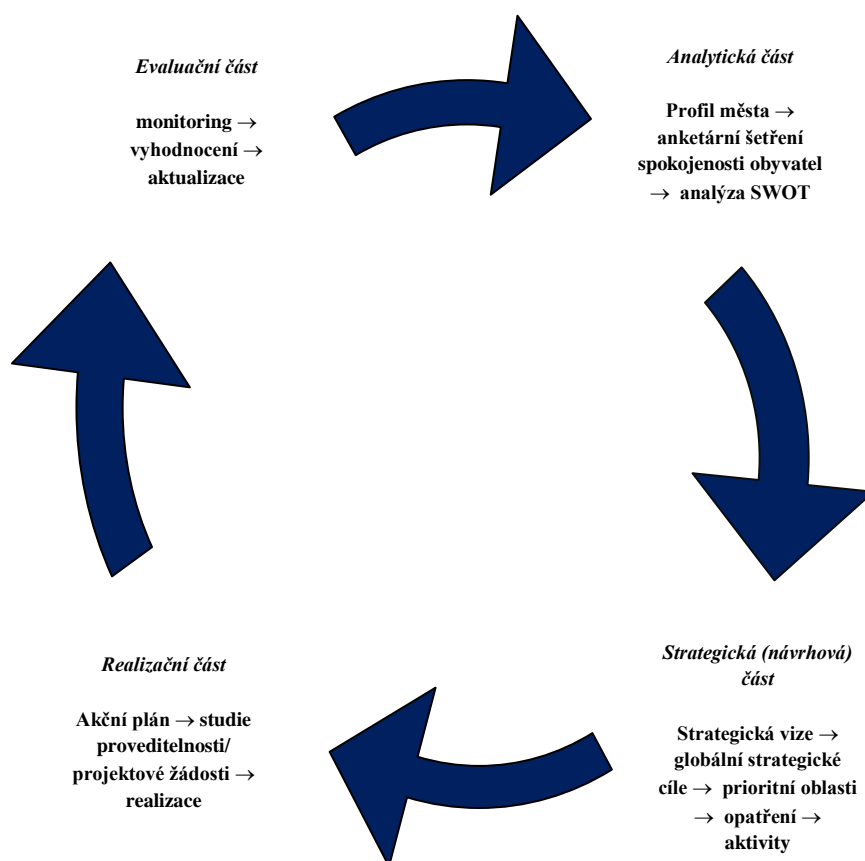 Evaluační část
monitoring →
vyhodnocení →
aktualizace
Analytická část
Profil města →
anketární šetření
spokojenosti obyvatel
→ analýza SWOT
Strategická (návrhová)
část
Strategická vize →
globální strategické
cíle → prioritní oblasti
→ opatření →
aktivity
Realizační část
Akční plán → studie
proveditelnosti/
projektové žádosti →
realizace